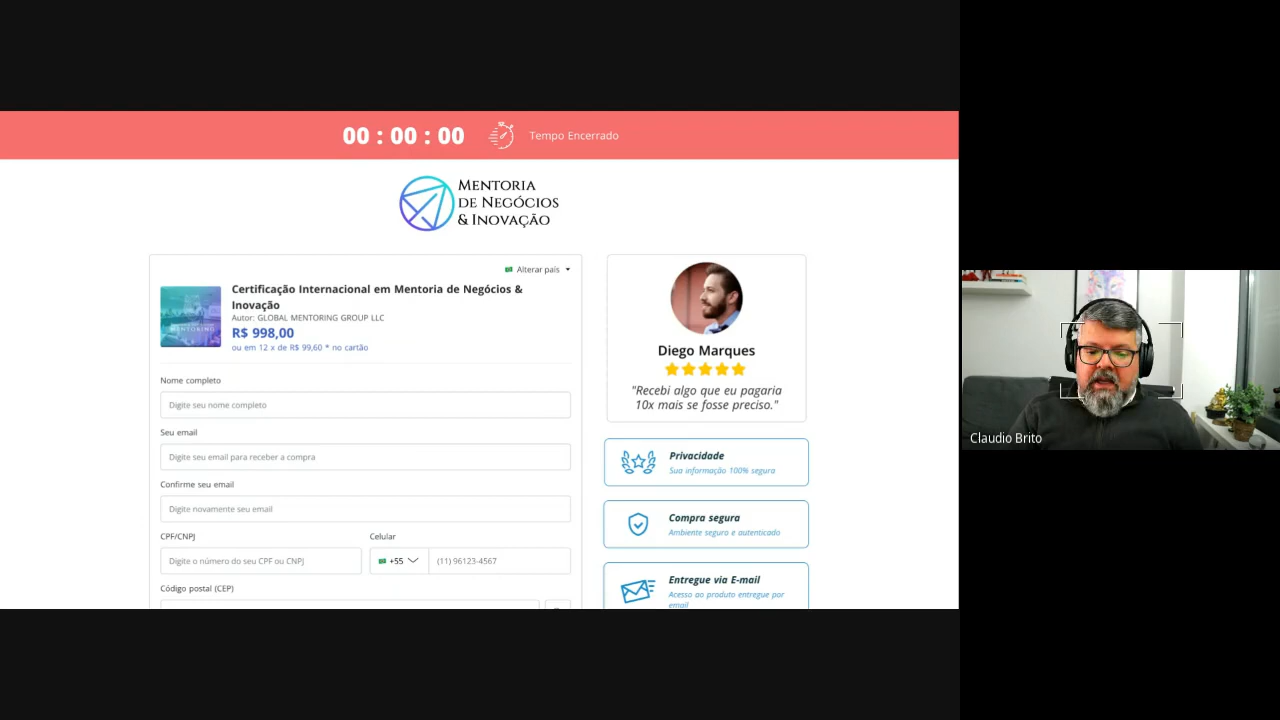 00 : 00 : 00 Tempo Encerrado
MENTORIA
DE NEGÓCIOS
& INOVAÇÃO
Alterar país
MENTORING
Certificação Internacional em Mentoria de Negócios &
Inovação
Autor: GLOBAL MENTORING GROUP LLC
R$ 998,00
ou em 12 x de R$ 99,60 * no cartão
Nome completo
Digite seu nome completo
Seu email
Digite seu email para receber a compra
Confirme seu email
Digite novamente seu email
CPF/CNPJ
Celular
Digite o número do seu CPF ou CNPJ
+55
(11) 96123-4567
Código postal (CEP)
Diego Marques
"Recebi algo que eu pagaria
10x mais se fosse preciso."
Privacidade
Sua informação 100% segura
Compra segura
Ambiente seguro e autenticado
Entregue via E-mail
Acesso ao produto entregue por
email
Claudio Brito